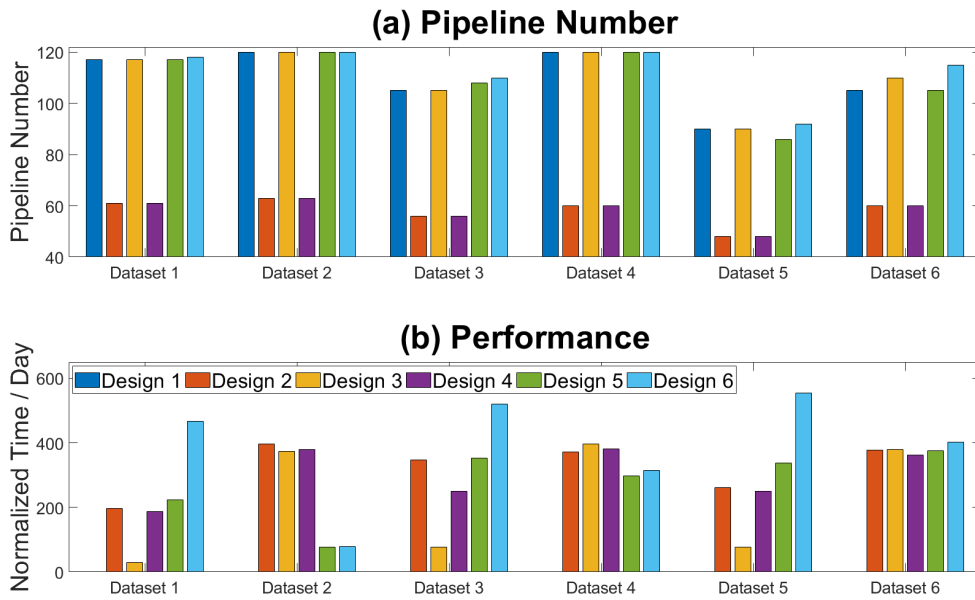 (a) Pipeline Number
Pipeline Number
120
100
80
60
40
Dataset 1 Dataset 2 Dataset 3 Dataset 4 Dataset 5 Dataset 6
(b) Performance
Normalized Time / Day
600
400
200
0
Design 1 Design 2 Design 3 Design 4 Design 5 Design 6
Dataset 1 Dataset 2 Dataset 3 Dataset 4 Dataset 5 Dataset 6